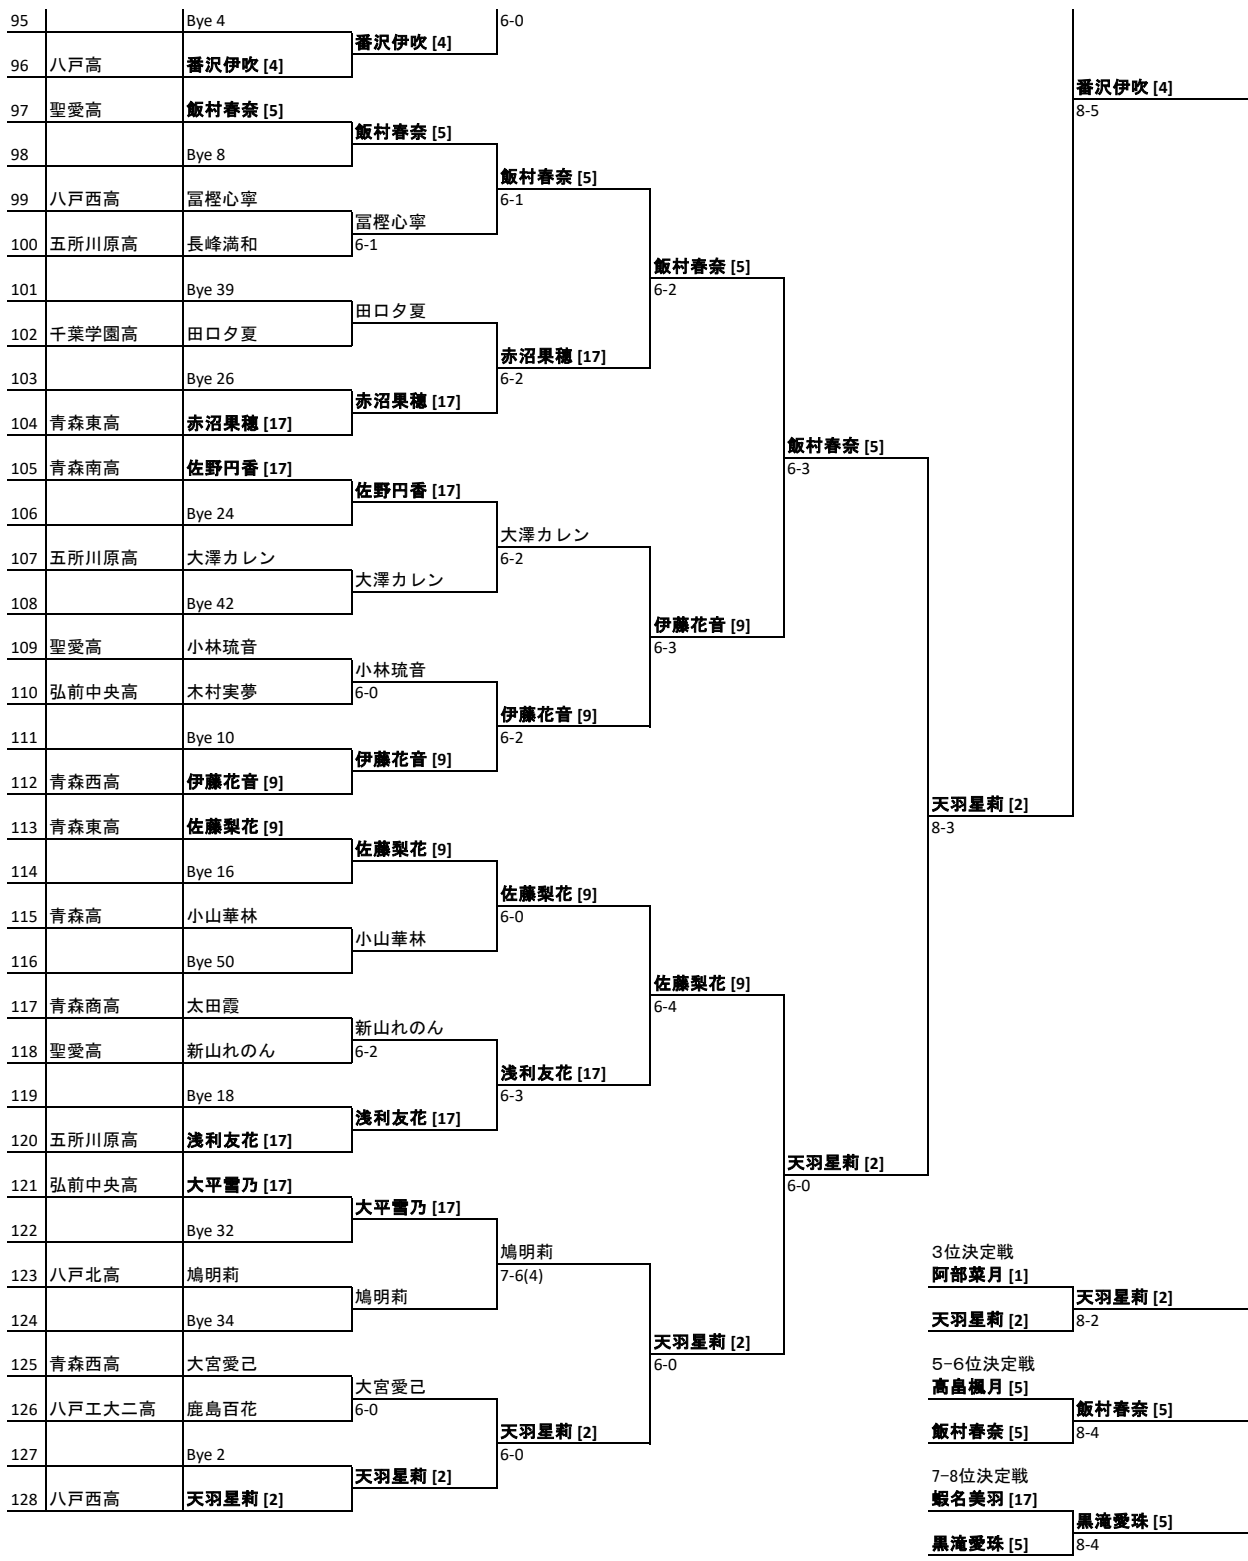 95 Bye 4 6-0
番沢伊吹 [4]
96 八戸高 番沢伊吹 [4]
番沢伊吹 [4]
97 聖愛高 飯村春奈 [5] 8-5
飯村春奈 [5]
98 Bye 8
飯村春奈 [5]
99 八戸西高 冨樫心寧 6-1
冨樫心寧
100 五所川原高 長峰満和 6-1
飯村春奈 [5]
101 Bye 39 6-2
田口夕夏
102 千葉学園高 田口夕夏
赤沼果穂 [17]
103 Bye 26 6-2
赤沼果穂 [17]
104 青森東高 赤沼果穂 [17]
飯村春奈 [5]
105 青森南高 佐野円香 [17] 6-3
佐野円香 [17]
106 Bye 24
大澤カレン
107 五所川原高 大澤カレン 6-2
大澤カレン
108 Bye 42
伊藤花音 [9]
109 聖愛高 小林琉音 6-3
小林琉音
110 弘前中央高 木村実夢 6-0
伊藤花音 [9]
111 Bye 10 6-2
伊藤花音 [9]
112 青森西高 伊藤花音 [9]
天羽星莉 [2]
113 青森東高 佐藤梨花 [9] 8-3
佐藤梨花 [9]
114 Bye 16
佐藤梨花 [9]
115 青森高 小山華林 6-0
小山華林
116 Bye 50
佐藤梨花 [9]
117 青森商高 太田霞 6-4
新山れのん
118 聖愛高 新山れのん 6-2
浅利友花 [17]
119 Bye 18 6-3
浅利友花 [17]
120 五所川原高 浅利友花 [17]
天羽星莉 [2]
121 弘前中央高 大平雪乃 [17] 6-0
大平雪乃 [17]
122 Bye 32
鳩明莉 3位決定戦
123 八戸北高 鳩明莉 7-6(4) 阿部菜月 [1]
鳩明莉 天羽星莉 [2]
124 Bye 34 天羽星莉 [2] 8-2
天羽星莉 [2]
125 青森西高 大宮愛己 6-0 5-6位決定戦
大宮愛己 高畠楓月 [5]
126 八戸工大二高 鹿島百花 6-0 飯村春奈 [5]
天羽星莉 [2] 飯村春奈 [5] 8-4
127 Bye 2 6-0
天羽星莉 [2] 7-8位決定戦
128 八戸西高 天羽星莉 [2] 蝦名美羽 [17]
黒滝愛珠 [5]
黒滝愛珠 [5] 8-4